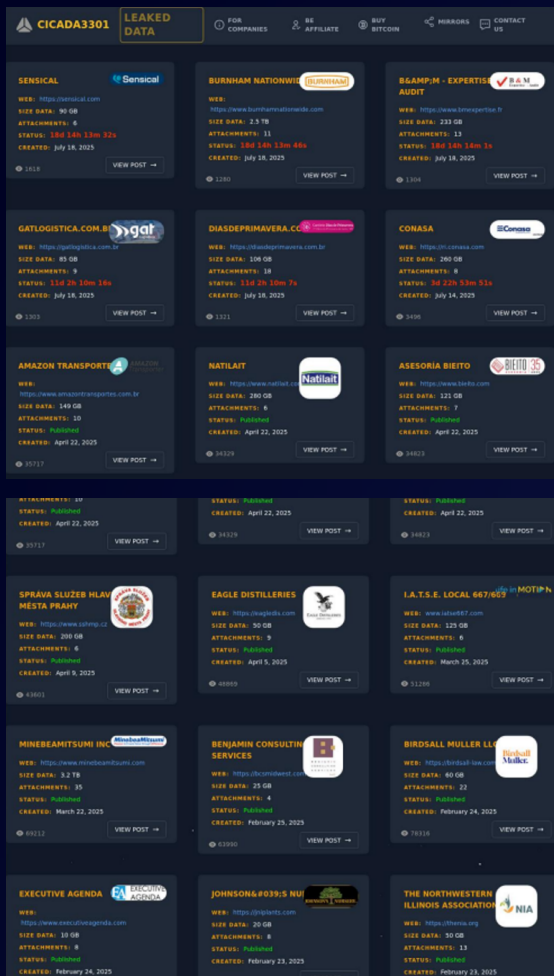 CICADA3301
LEAKED DATA
FOR COMPANIES
BE AFFILIATE
BUY BITCOIN
MIRRORS
CONTACT US
SENSICAL
Sensical
WEB: https://sensical.com
SIZE DATA: 90 GB
ATTACHMENTS: 6
STATUS: 18d 14h 13m 32s
CREATED: July 18, 2025
1618
VIEW POST →
BURNHAM NATIONWID
BURNHAM
WEB:
https://www.burnhamnationwide.com
SIZE DATA: 2.5 TB
ATTACHMENTS: 11
STATUS: 18d 14h 13m 46s
CREATED: July 18, 2025
1280
VIEW POST →
B&AMP;M - EXPERTISE
AUDIT
B & M
WEB: https://www.bmexpertise.fr
SIZE DATA: 233 GB
ATTACHMENTS: 13
STATUS: 18d 14h 14m 1s
CREATED: July 18, 2025
1304
VIEW POST →
GATLOGISTICA.COM.B
gat
WEB: https://gatlogistica.com.br
SIZE DATA: 85 GB
ATTACHMENTS: 9
STATUS: 11d 2h 10m 16s
CREATED: July 18, 2025
1303
VIEW POST →
DIASDEPRIMAVERA.CO
WEB: https://diasdeprimavera.com.br
SIZE DATA: 106 GB
ATTACHMENTS: 18
STATUS: 11d 2h 10m 7s
CREATED: July 18, 2025
1321
VIEW POST →
CONASA
Conasa
WEB: https://ri.conasa.com
SIZE DATA: 260 GB
ATTACHMENTS: 8
STATUS: 3d 22h 53m 51s
CREATED: July 14, 2025
3496
VIEW POST →
AMAZON TRANSPORTE
AMAZON
WEB:
https://www.amazontransportes.com.br
SIZE DATA: 149 GB
ATTACHMENTS: 10
STATUS: Published
CREATED: April 22, 2025
35717
VIEW POST →
NATILAIT
Natilait
WEB: https://www.natilait.com
SIZE DATA: 280 GB
ATTACHMENTS: 6
STATUS: Published
CREATED: April 22, 2025
34329
VIEW POST →
ASESORÍA BIEITO
BIEITO 35
WEB: https://www.bieito.com
SIZE DATA: 121 GB
ATTACHMENTS: 7
STATUS: Published
CREATED: April 22, 2025
34823
VIEW POST →
ATTACHMENTS: 10
STATUS: Published
CREATED: April 22, 2025
35717
VIEW POST →
STATUS: Published
CREATED: April 22, 2025
34329
VIEW POST →
STATUS: Published
CREATED: April 22, 2025
34823
VIEW POST →
SPRÁVA SLUŽEB HLAV
MĚSTA PRAHY
WEB: https://www.sshmp.cz
SIZE DATA: 200 GB
ATTACHMENTS: 6
STATUS: Published
CREATED: April 9, 2025
43601
VIEW POST →
EAGLE DISTILLERIES
WEB: https://eagledis.com
SIZE DATA: 50 GB
ATTACHMENTS: 9
STATUS: Published
CREATED: April 5, 2025
46869
VIEW POST →
I.A.T.S.E. LOCAL 667/669
life in MOTION
WEB: www.iatse667.com
SIZE DATA: 125 GB
ATTACHMENTS: 6
STATUS: Published
CREATED: March 25, 2025
51286
VIEW POST →
MINEBEAMITSUMI INC
MinebeaMitsumi
WEB: https://www.minebeamitsumi.com
SIZE DATA: 3.2 TB
ATTACHMENTS: 35
STATUS: Published
CREATED: March 22, 2025
69212
VIEW POST →
BENJAMIN CONSULTIN
SERVICES
WEB: https://bcsmidwest.com
SIZE DATA: 25 GB
ATTACHMENTS: 4
STATUS: Published
CREATED: February 25, 2025
63930
VIEW POST →
BIRDSALL MULLER LLC
Birdsall
Muller.
WEB: https://birdsall-law.com
SIZE DATA: 60 GB
ATTACHMENTS: 22
STATUS: Published
CREATED: February 24, 2025
78316
VIEW POST →
EXECUTIVE AGENDA
EA EXECUTIVE
AGENDA
WEB:
https://www.executiveagenda.com
SIZE DATA: 10 GB
ATTACHMENTS: 8
STATUS: Published
CREATED: February 24, 2025
JOHNSON&#039;S NU
WEB: https://jniplants.com
SIZE DATA: 20 GB
ATTACHMENTS: 8
STATUS: Published
CREATED: February 23, 2025
THE NORTHWESTERN
ILLINOIS ASSOCIATION
NIA
WEB: https://thenia.org
SIZE DATA: 50 GB
ATTACHMENTS: 13
STATUS: Published
CREATED: February 23, 2025